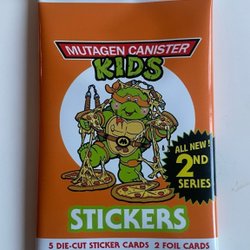 MUTAGEN CANISTER
KIDS
ALL NEW!
2ND
SERIES
STICKERS
5 DIE-CUT STICKER CARDS 2 FOIL CARDS